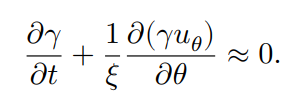 ∂γ/∂t + 1/ξ ∂(γu_θ)/∂θ ≈ 0.